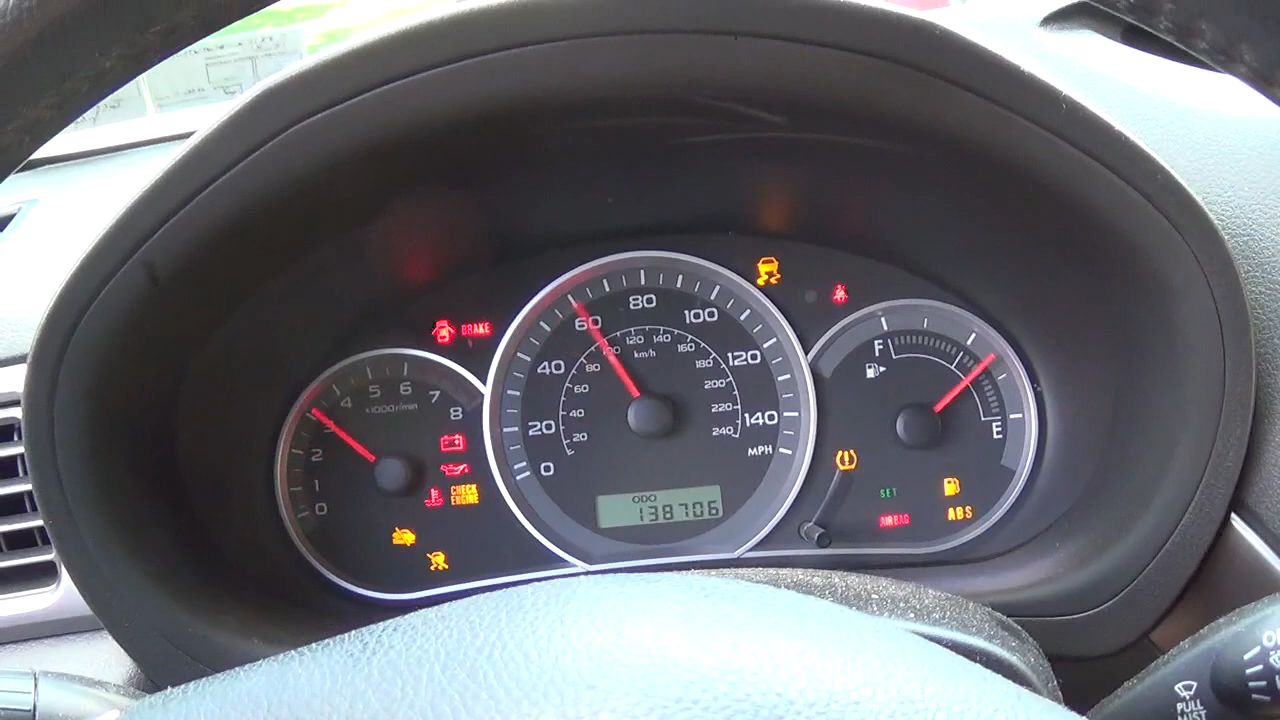 BRAKE
0
1
2
3
4
5
6
7
8
x1000r/min
CHECK
ENGINE
0
20
40
60
80
100
120
140
MPH
20
40
60
80
100
120
140
160
180
200
220
240
km/h
ODO
138706
F
E
SET
AIRBAG
ABS
PULL